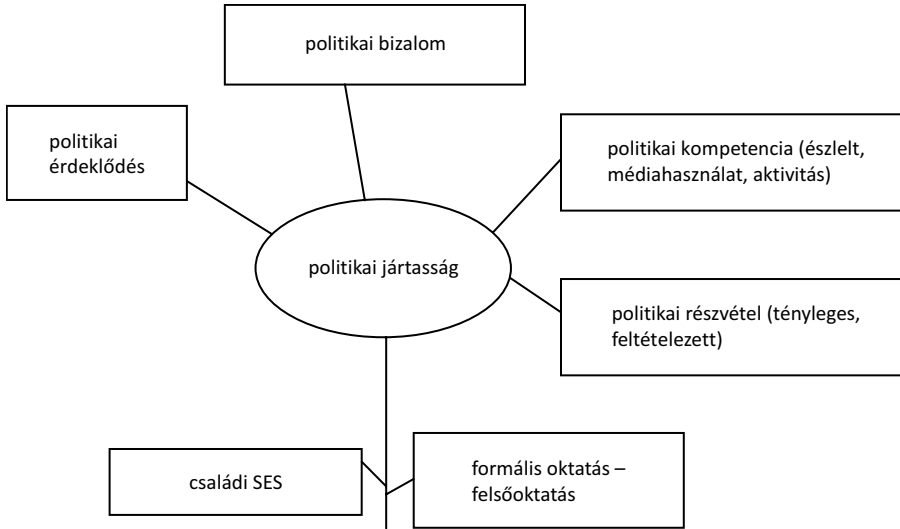 politikai bizalom
politikai
érdeklődés
politikai kompetencia (észlelt,
médiahasználat, aktivitás)
politikai jártasság
politikai részvétel (tényleges,
feltételezett)
családi SES
formális oktatás –
felsőoktatás